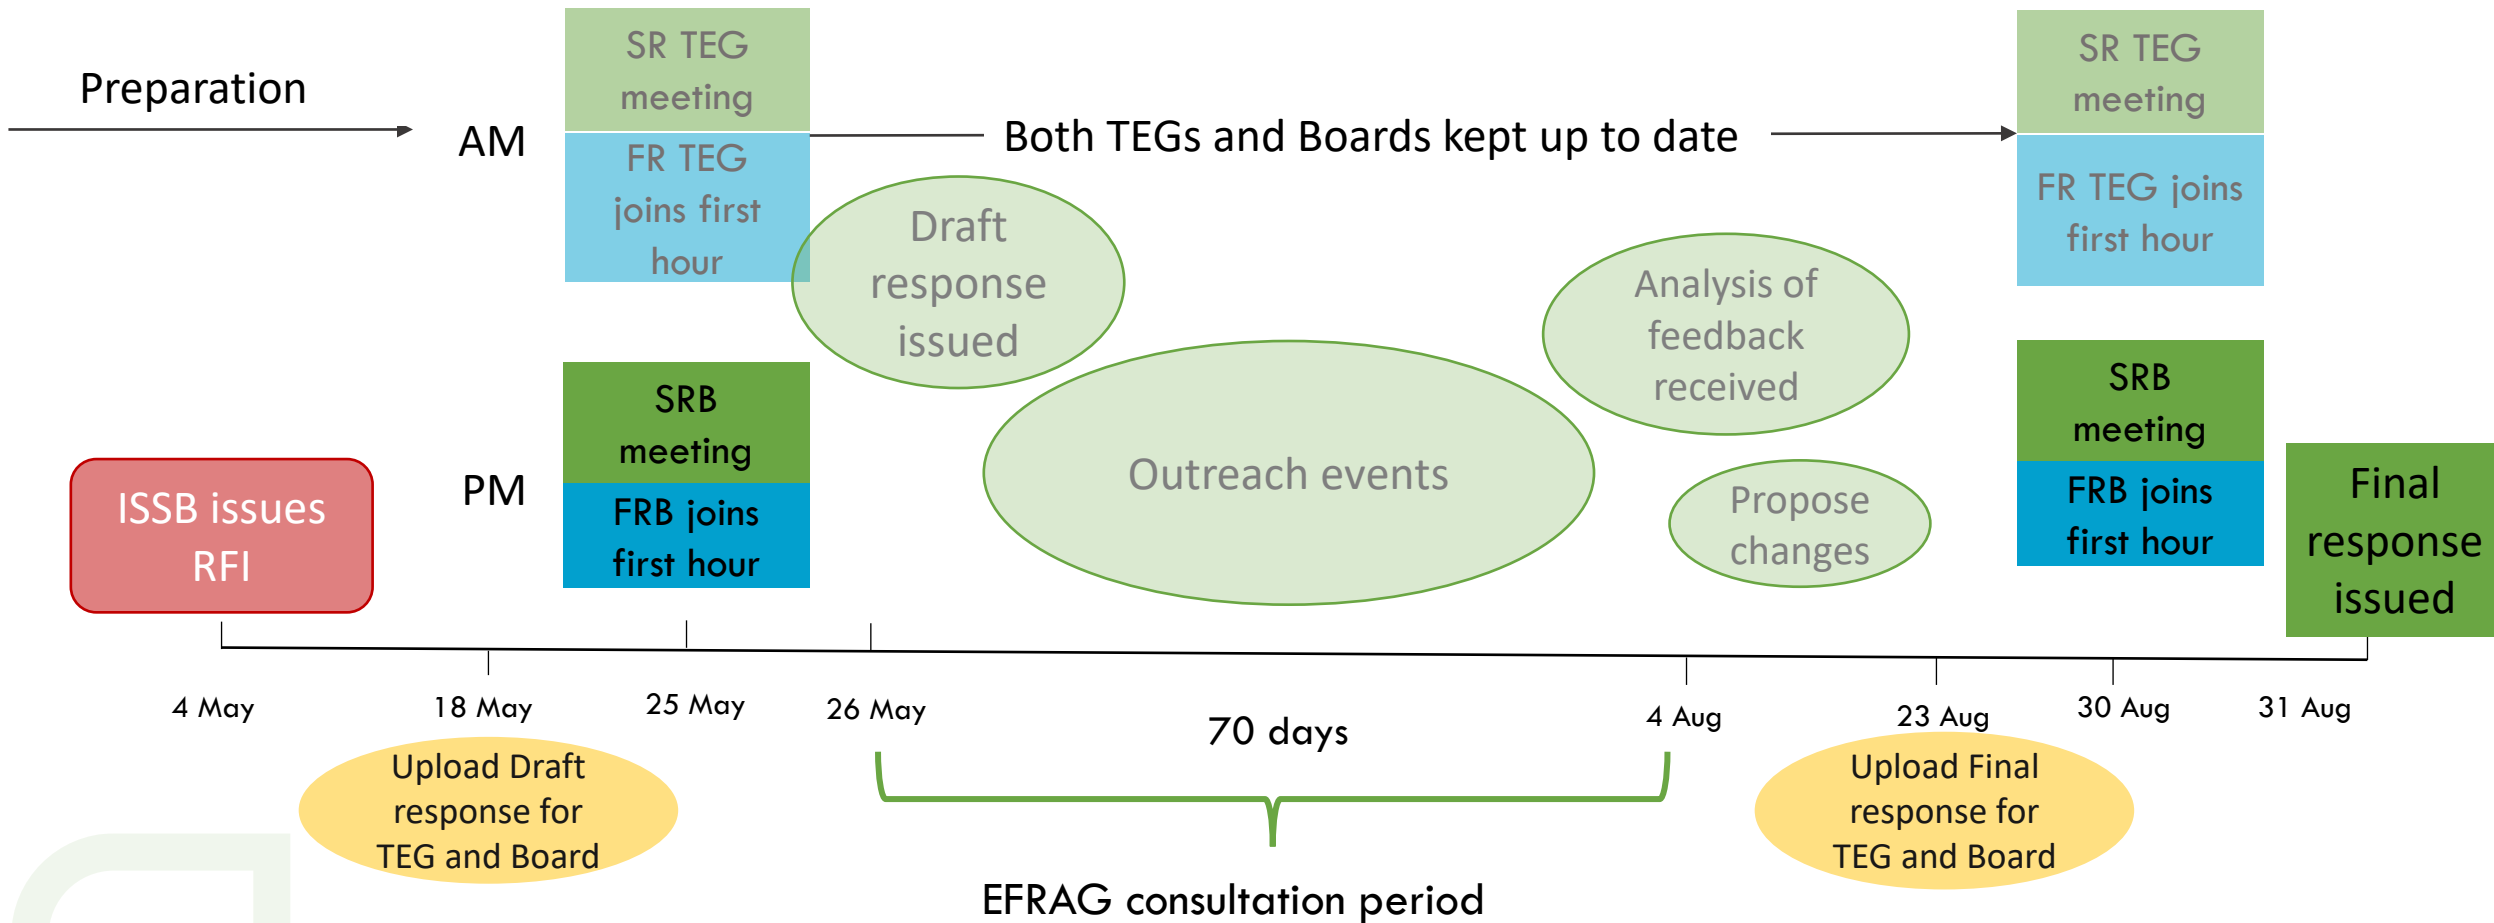 Preparation
AM
SR TEG
meeting
FR TEG
joins first
hour
Both TEGs and Boards kept up to date
SR TEG
meeting
FR TEG joins
first hour
Draft
response
issued
Analysis of
feedback
received
Outreach events
Propose
changes
ISSB issues
RFI
PM
SRB
meeting
FRB joins
first hour
SRB
meeting
FRB joins
first hour
Final
response
issued
4 May
18 May
25 May
26 May
70 days
4 Aug
23 Aug
30 Aug
31 Aug
Upload Draft
response for
TEG and Board
Upload Final
response for
TEG and Board
EFRAG consultation period